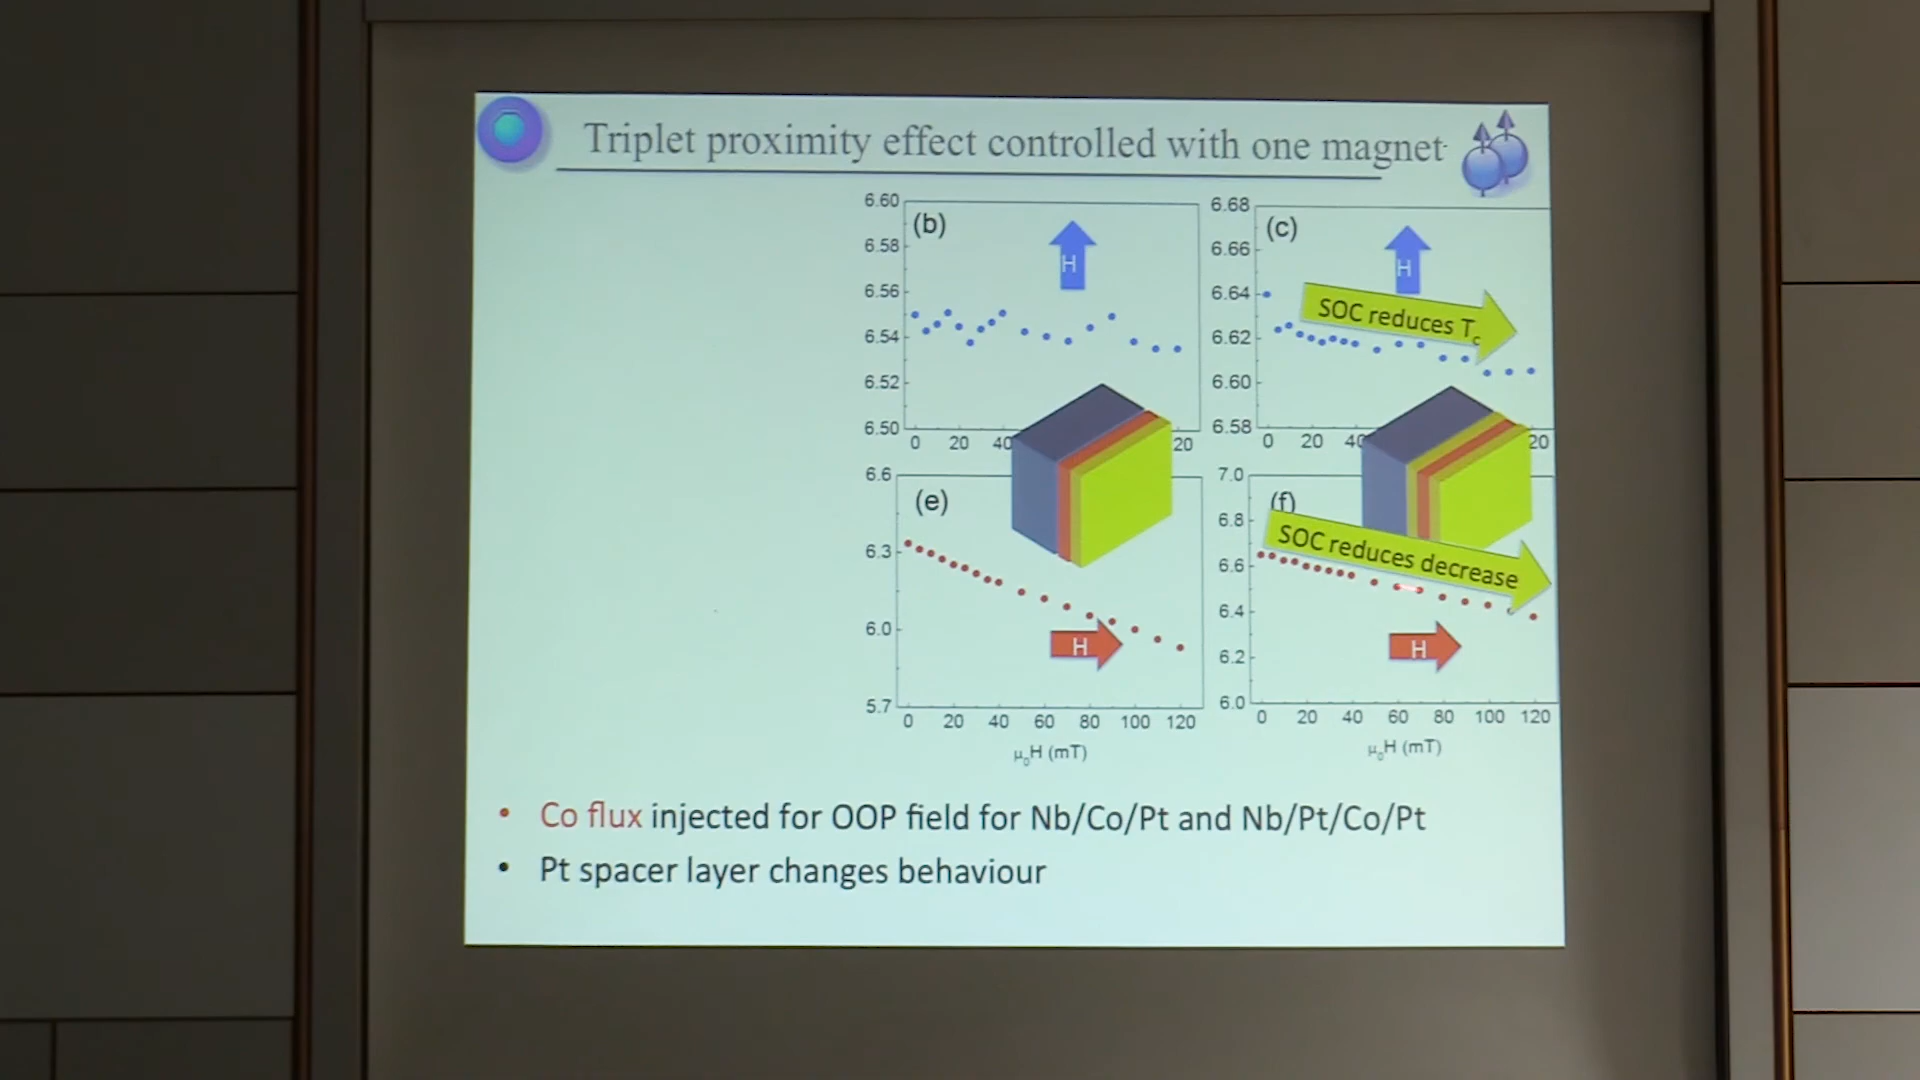 Triplet proximity effect controlled with one magnet
6.60
6.58
6.56
6.54
6.52
6.50
(b)
H
0 20 40 20
6.68
6.66
6.64
6.62
6.60
6.58
(c)
H
SOC reduces Tc
0 20 40 20
6.6
6.3
6.0
5.7
(e)
H
0 20 40 60 80 100 120
μ0H (mT)
7.0
6.8
6.6
6.4
6.2
6.0
(f)
SOC reduces decrease
H
0 20 40 60 80 100 120
μ0H (mT)
• Co flux injected for OOP field for Nb/Co/Pt and Nb/Pt/Co/Pt
• Pt spacer layer changes behaviour